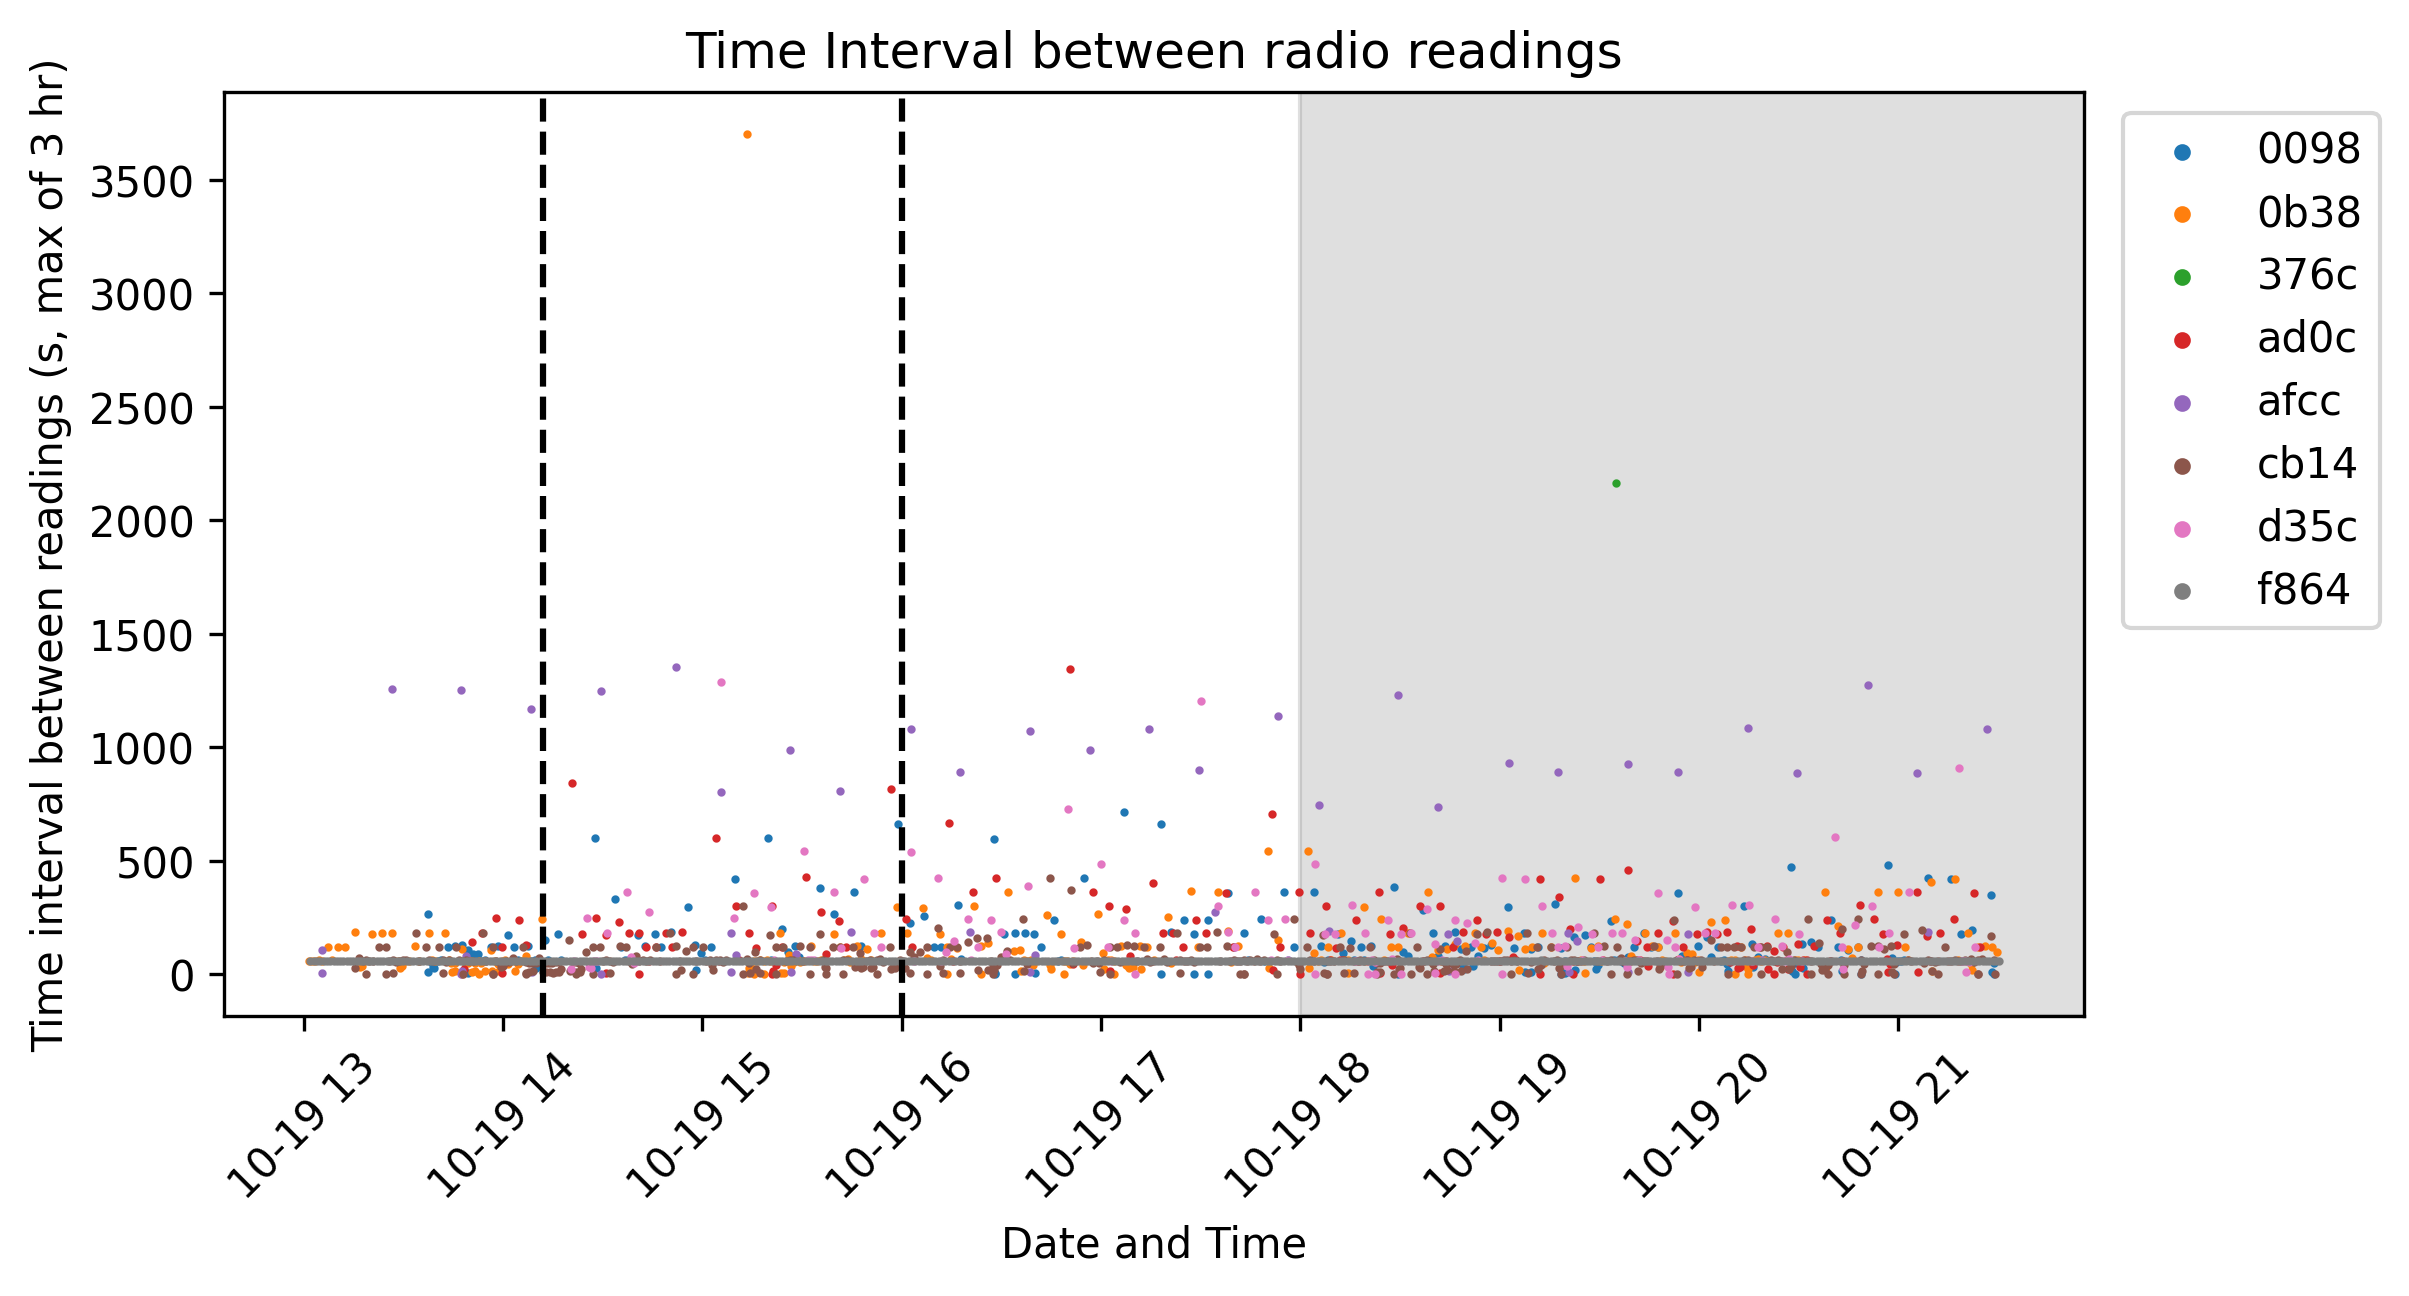 Time Interval between radio readings
Time interval between readings (s, max of 3 hr)
3500
3000
2500
2000
1500
1000
500
0
10-19 13
10-19 14
10-19 15
10-19 16
10-19 17
10-19 18
10-19 19
10-19 20
10-19 21
Date and Time
0098
0b38
376c
ad0c
afcc
cb14
d35c
f864